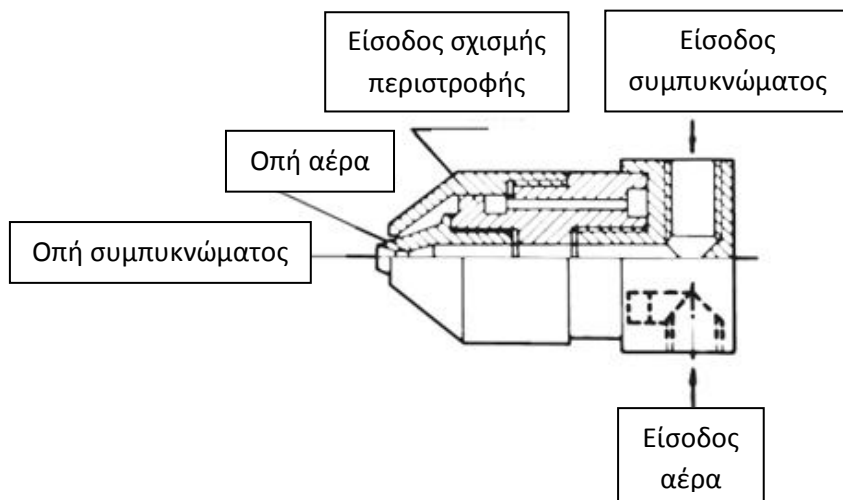 Είσοδος σχισμής
περιστροφής
Είσοδος
συμπυκνώματος
Οπή αέρα
Οπή συμπυκνώματος
Είσοδος
αέρα